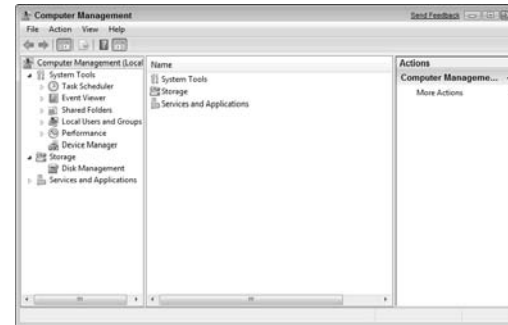 Computer Management
Send Feedback
File Action View Help
Computer Management (Local
System Tools
Task Scheduler
Event Viewer
Shared Folders
Local Users and Groups
Performance
Device Manager
Storage
Disk Management
Services and Applications
Name
System Tools
Storage
Services and Applications
Actions
Computer Manageme...
More Actions